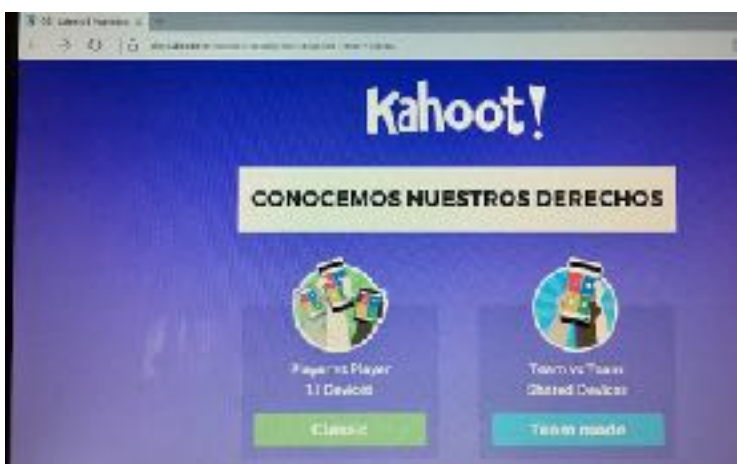 Kahoot!
CONOCEMOS NUESTROS DERECHOS
Player vs Player
1:1 Devices
Classic
Team vs Team
Shared Devices
Team mode